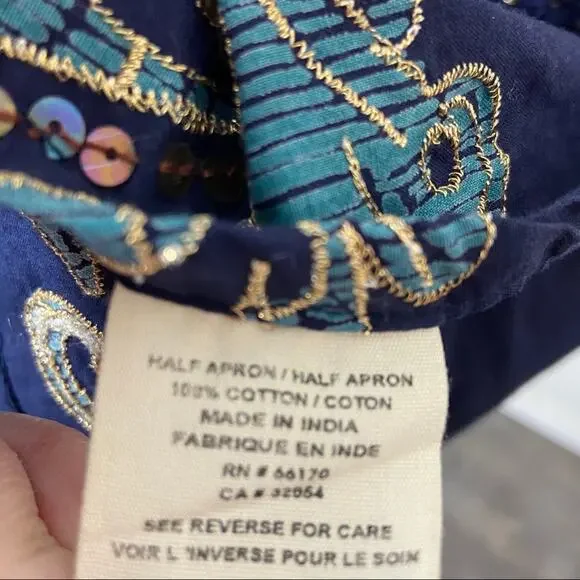 HALF APRON / HALF APRON
100% COTTON / COTON
MADE IN INDIA
FABRIQUE EN INDE
RN # 66170
CA # 32054
SEE REVERSE FOR CARE
VOIR L 'INVERSE POUR LE SOIN